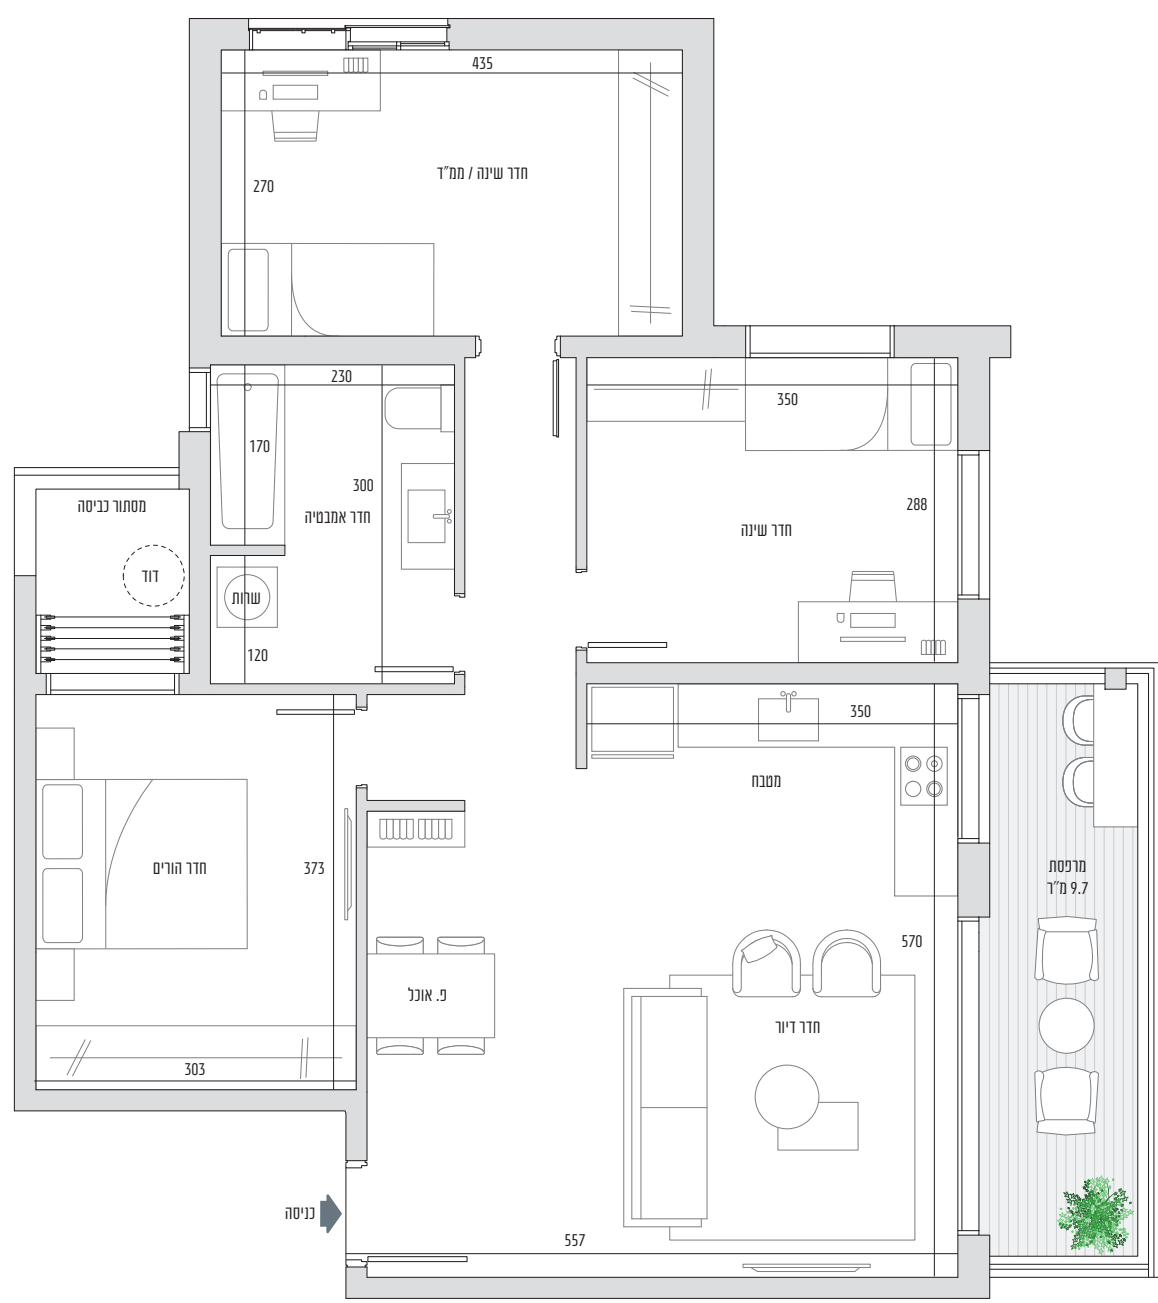 435
חדר שינה / ממ"ד
270
230
350
170
300
חדר אמבטיה
288
חדר שינה
מסתור כביסה
דוד
שרות
120
350
מטבח
חדר הורים
373
מרפסת
9.7 מ"ר
570
פ. אוכל
חדר דיור
303
כניסה
557